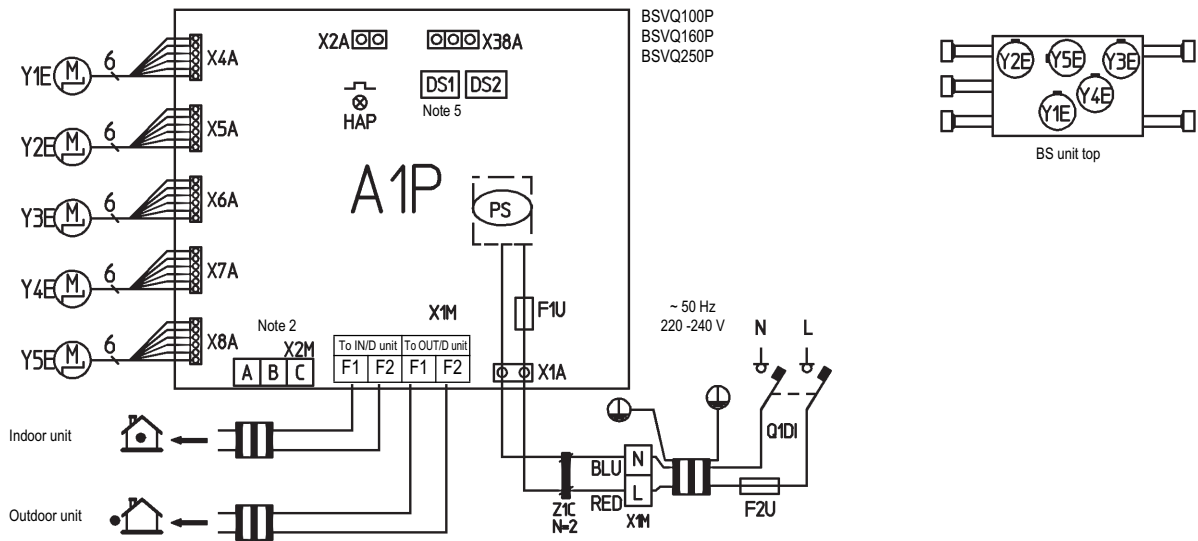 BSVQ100P
BSVQ160P
BSVQ250P
X2A
X38A
Y1E
M
6
X4A
HAP
DS1
DS2
Note 5
Y2E
M
6
X5A
A1P
Y3E
M
6
X6A
PS
Y4E
M
6
X7A
X1M
F1U
Y5E
M
6
X8A
Note 2
X2M
A B C
To IN/D unit
To OUT/D unit
F1 F2 F1 F2
X1A
~ 50 Hz
220 -240 V
N
L
Q1DI
Indoor unit
BLU
N
RED
L
Z1C
N=2
X1M
F2U
Outdoor unit
Y2E
Y5E
Y3E
Y4E
Y1E
BS unit top